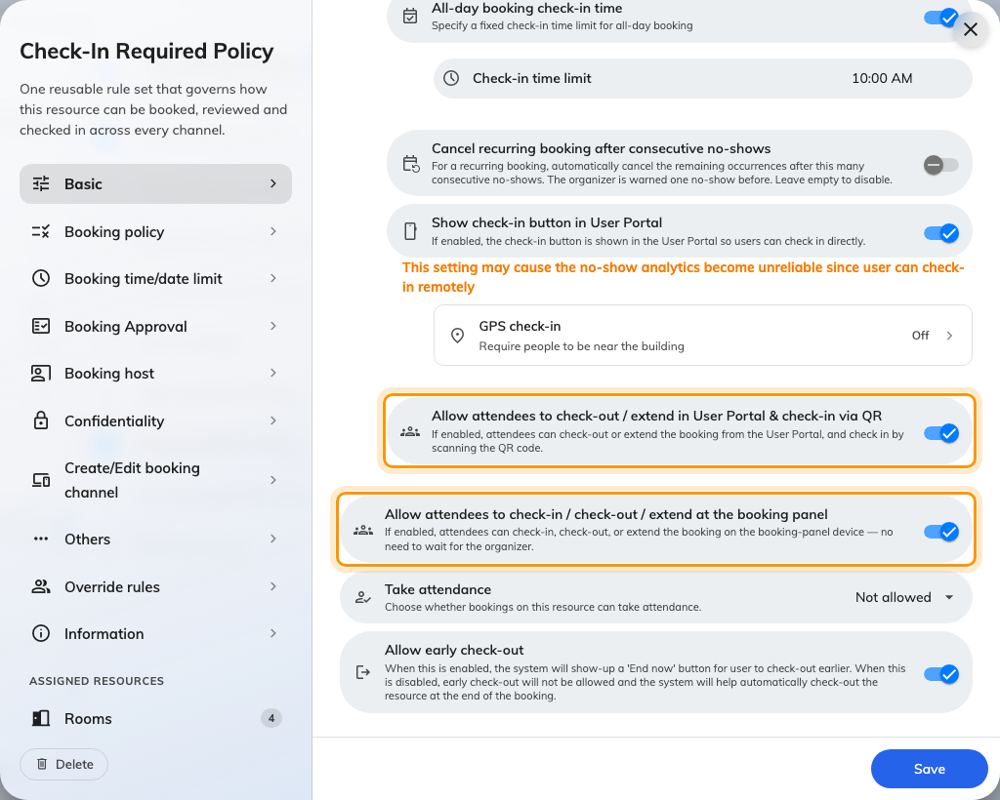 Check-In Required Policy
One reusable rule set that governs how
this resource can be booked, reviewed and
checked in across every channel.
Basic
Booking policy
Booking time/date limit
Booking Approval
Booking host
Confidentiality
Create/Edit booking
channel
Others
Override rules
Information
ASSIGNED RESOURCES
Rooms 4
Delete
All-day booking check-in time
Specify a fixed check-in time limit for all-day booking
Check-in time limit 10:00 AM
Cancel recurring booking after consecutive no-shows
For a recurring booking, automatically cancel the remaining occurrences after this many
consecutive no-shows. The organizer is warned one no-show before. Leave empty to disable.
Show check-in button in User Portal
If enabled, the check-in button is shown in the User Portal so users can check in directly.
This setting may cause the no-show analytics become unreliable since user can check-
in remotely
GPS check-in
Require people to be near the building
Off
Allow attendees to check-out / extend in User Portal & check-in via QR
If enabled, attendees can check-out or extend the booking from the User Portal, and check in by
scanning the QR code.
Allow attendees to check-in / check-out / extend at the booking panel
If enabled, attendees can check-in, check-out, or extend the booking on the booking-panel device — no
need to wait for the organizer.
Take attendance
Choose whether bookings on this resource can take attendance.
Not allowed
Allow early check-out
When this is enabled, the system will show-up a 'End now' button for user to check-out earlier. When this
is disabled, early check-out will not be allowed and the system will help automatically check-out the
resource at the end of the booking.
Save